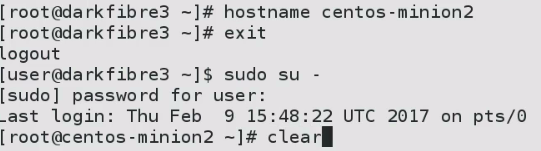 [root@darkfibre3 ~]# hostname centos-minion2
[root@darkfibre3 ~]# exit
logout
[user@darkfibre3 ~]$ sudo su -
[sudo] password for user:
Last login: Thu Feb  9 15:48:22 UTC 2017 on pts/0
[root@centos-minion2 ~]# clear